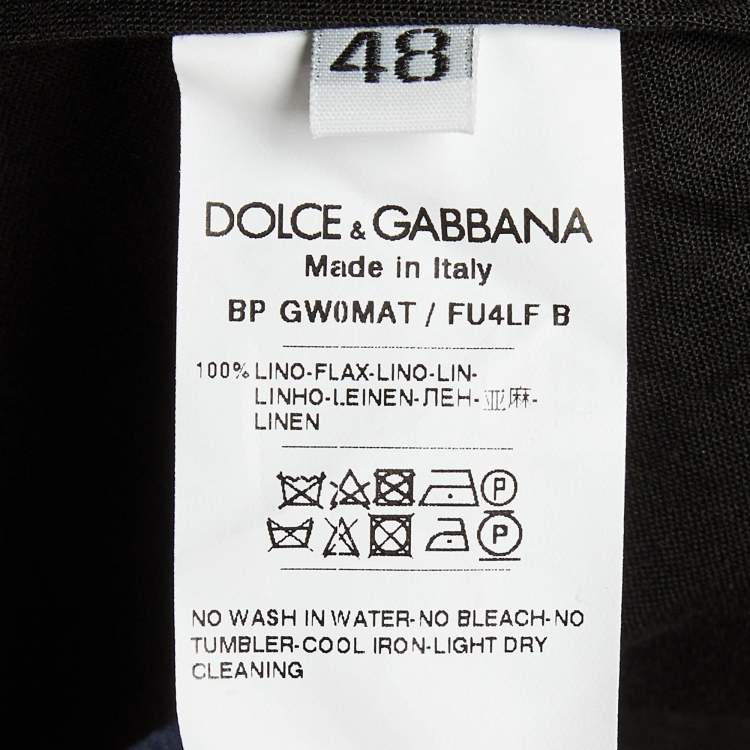 48
DOLCE & GABBANA
Made in Italy
BP GW0MAT / FU4LF B
100% LINO-FLAX-LINO-LIN-
LINHO-LEINEN-ЛЕН-亚麻-
LINEN
P
P
NO WASH IN WATER-NO BLEACH-NO
TUMBLER-COOL IRON-LIGHT DRY
CLEANING